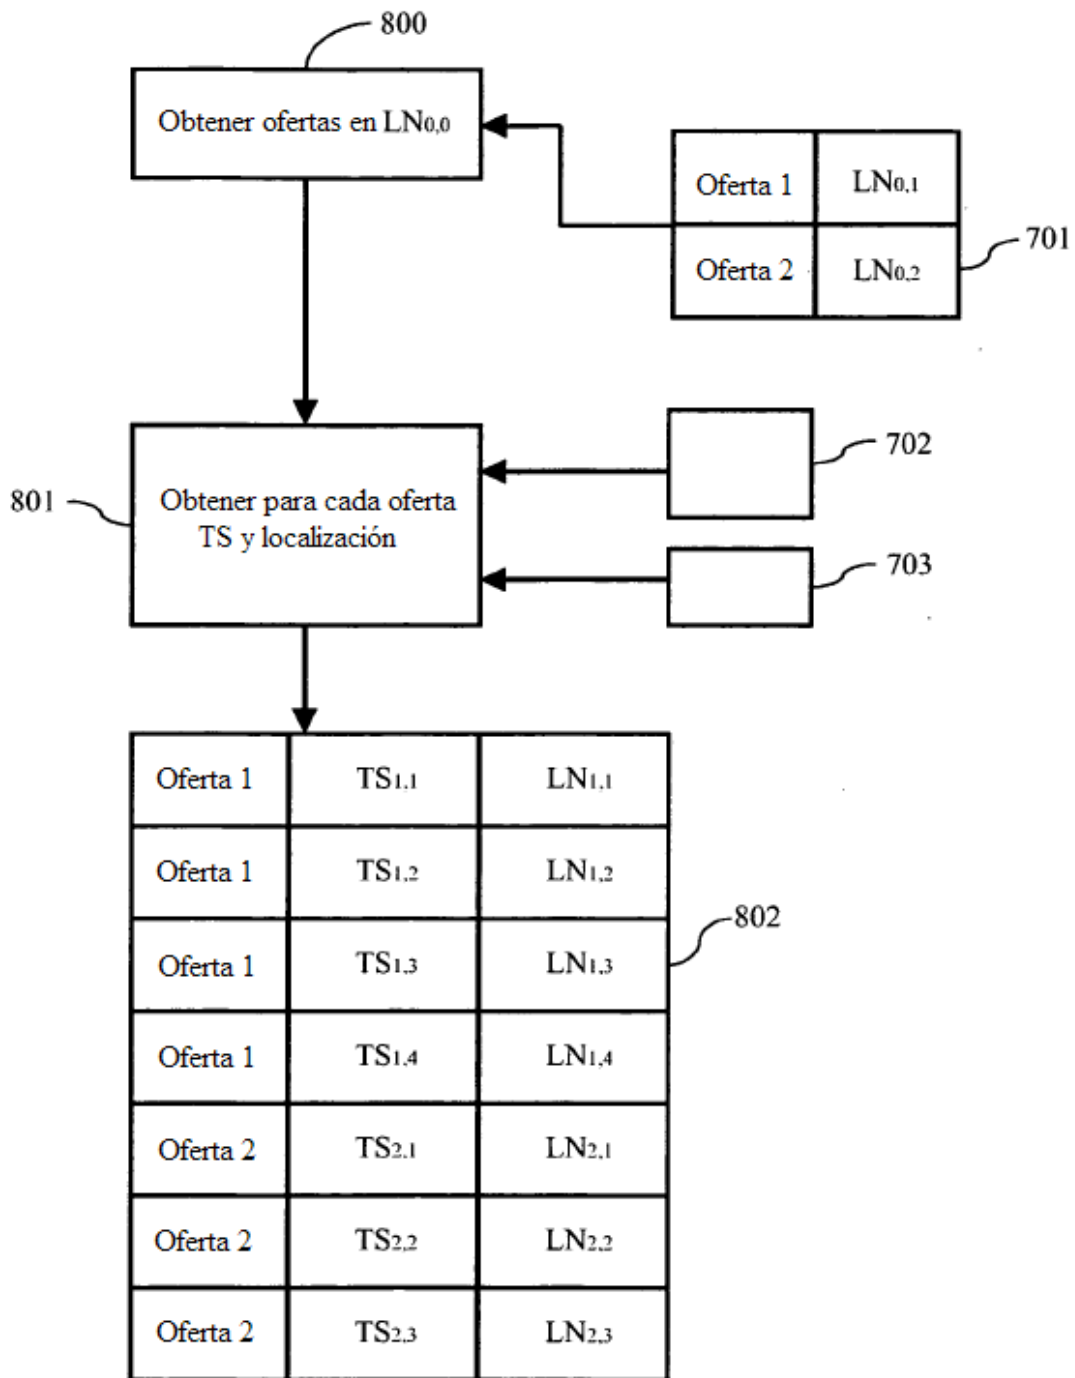 800
Obtener ofertas en LN0,0
Oferta 1 LN0,1
Oferta 2 LN0,2
701
702
801
Obtener para cada oferta
TS y localización
703
Oferta 1 TS1,1 LN1,1
Oferta 1 TS1,2 LN1,2
802
Oferta 1 TS1,3 LN1,3
Oferta 1 TS1,4 LN1,4
Oferta 2 TS2,1 LN2,1
Oferta 2 TS2,2 LN2,2
Oferta 2 TS2,3 LN2,3